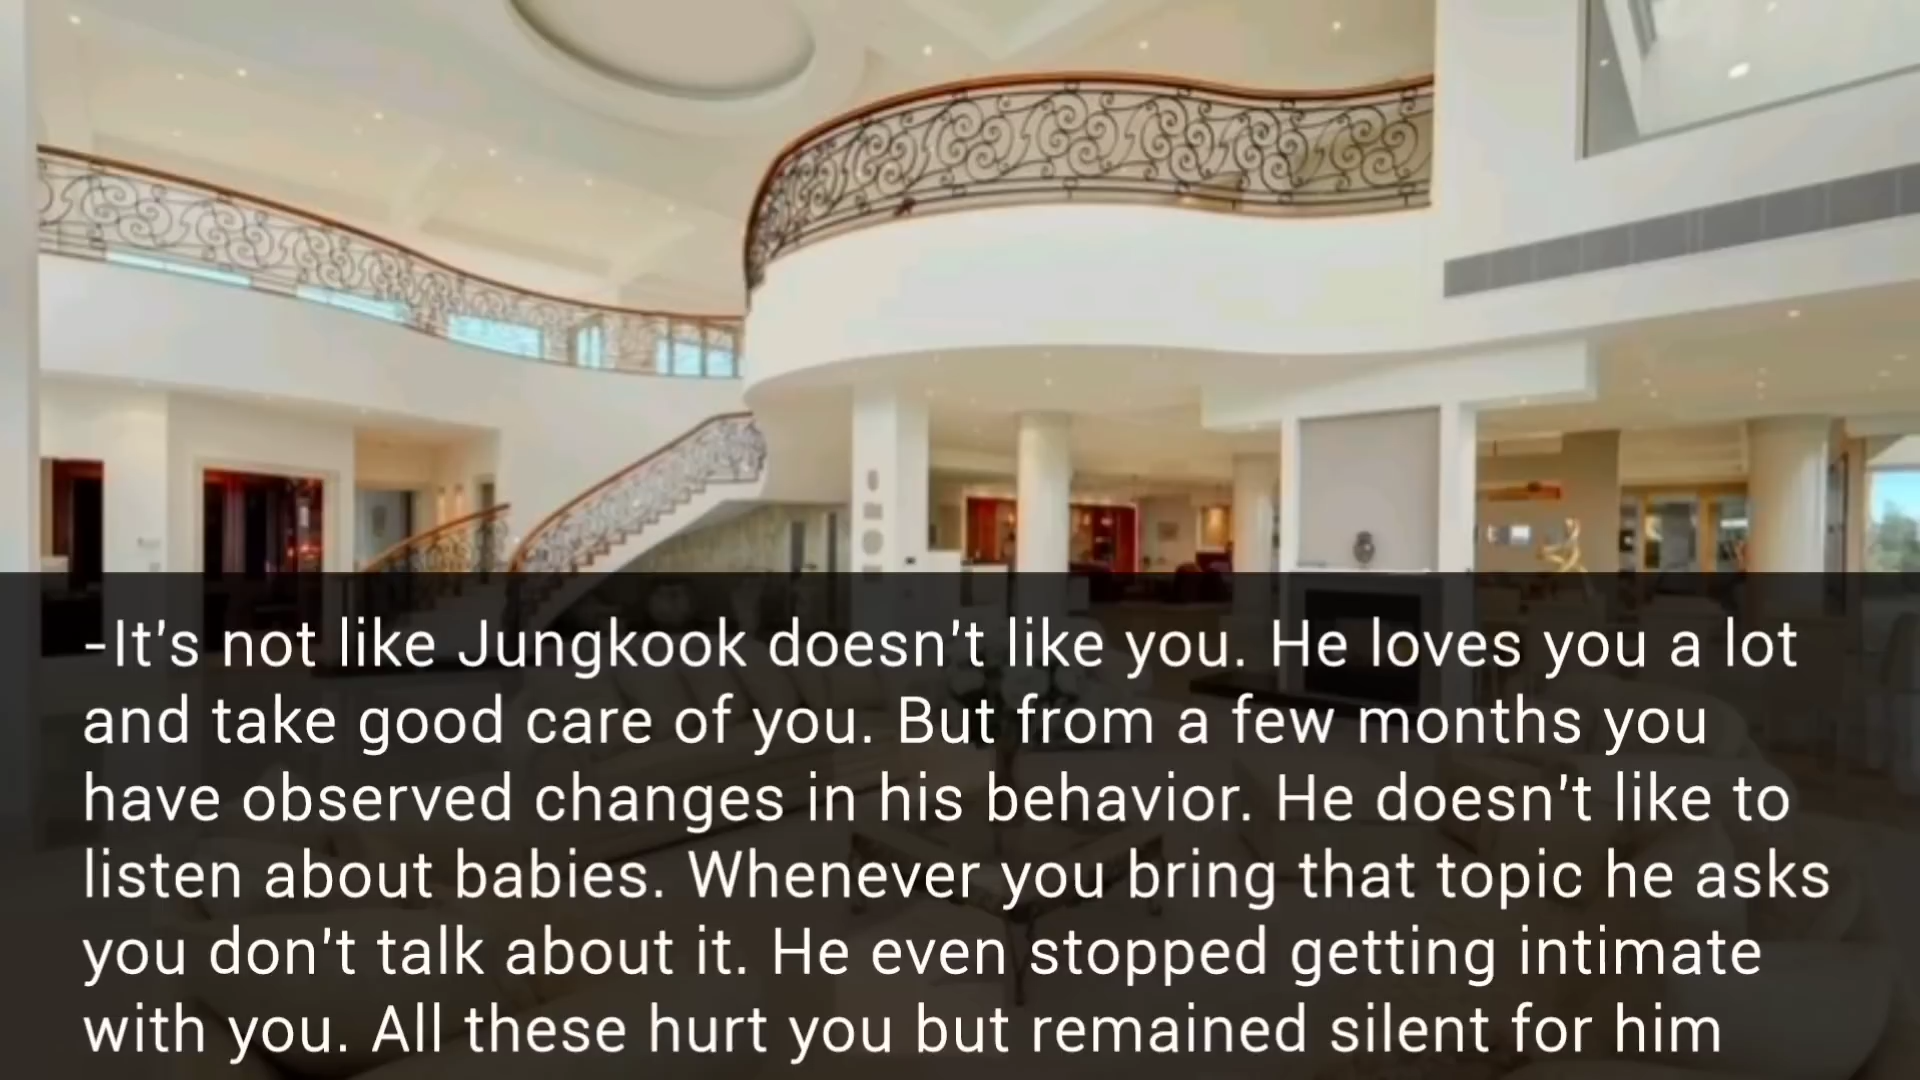 -It's not like Jungkook doesn't like you. He loves you a lot
and take good care of you. But from a few months you
have observed changes in his behavior. He doesn't like to
listen about babies. Whenever you bring that topic he asks
you don't talk about it. He even stopped getting intimate
with you. All these hurt you but remained silent for him